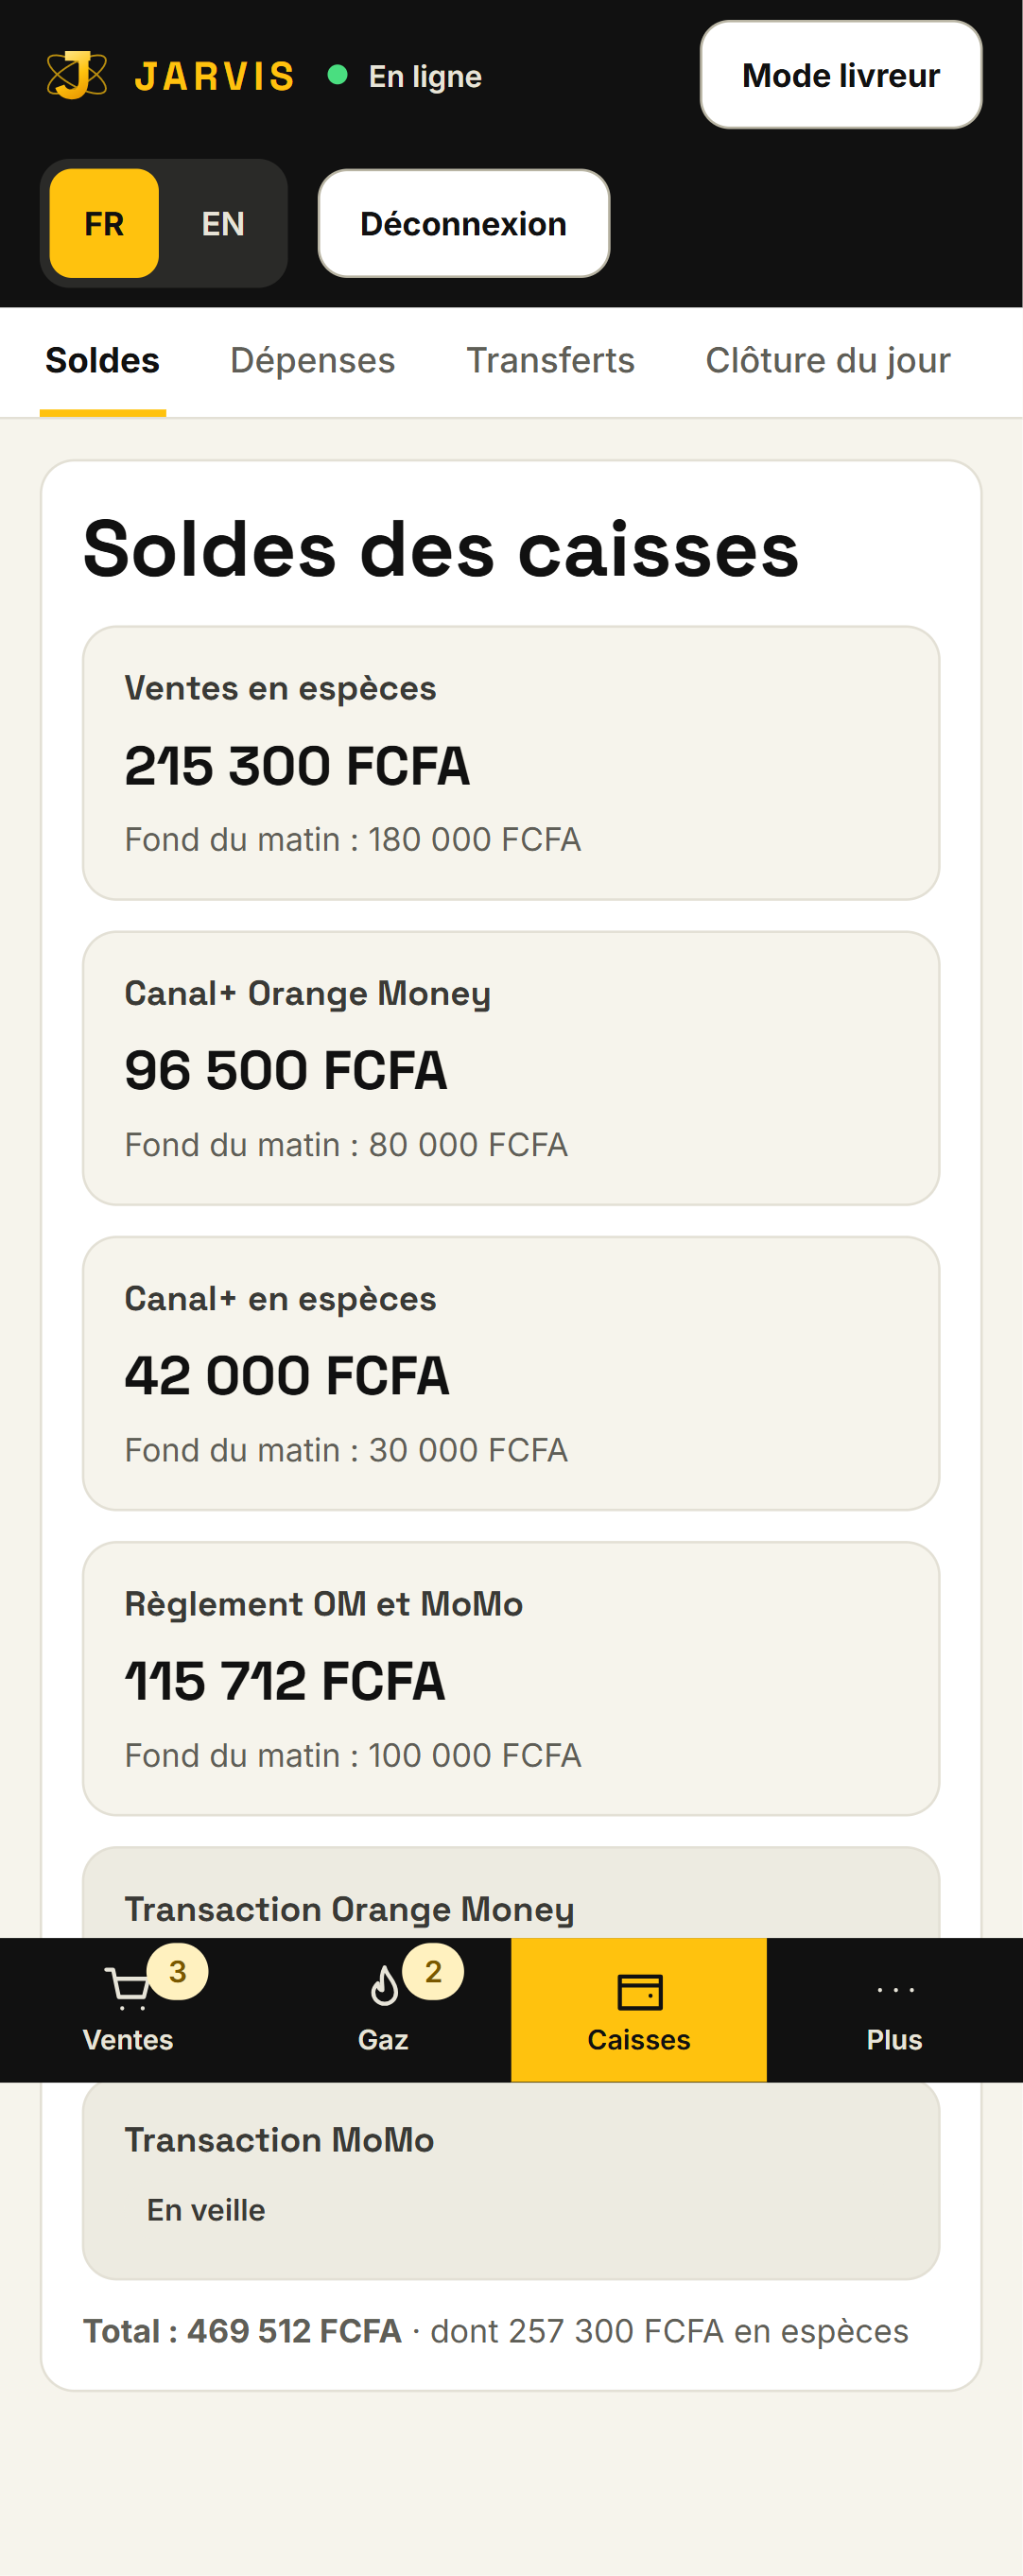 JARVIS
En ligne
Mode livreur
FR
EN
Déconnexion
Soldes
Dépenses
Transferts
Clôture du jour
Soldes des caisses
Ventes en espèces
215 300 FCFA
Fond du matin : 180 000 FCFA
Canal+ Orange Money
96 500 FCFA
Fond du matin : 80 000 FCFA
Canal+ en espèces
42 000 FCFA
Fond du matin : 30 000 FCFA
Règlement OM et MoMo
115 712 FCFA
Fond du matin : 100 000 FCFA
Transaction Orange Money
3
Ventes
2
Gaz
Caisses
Plus
Transaction MoMo
En veille
Total : 469 512 FCFA · dont 257 300 FCFA en espèces